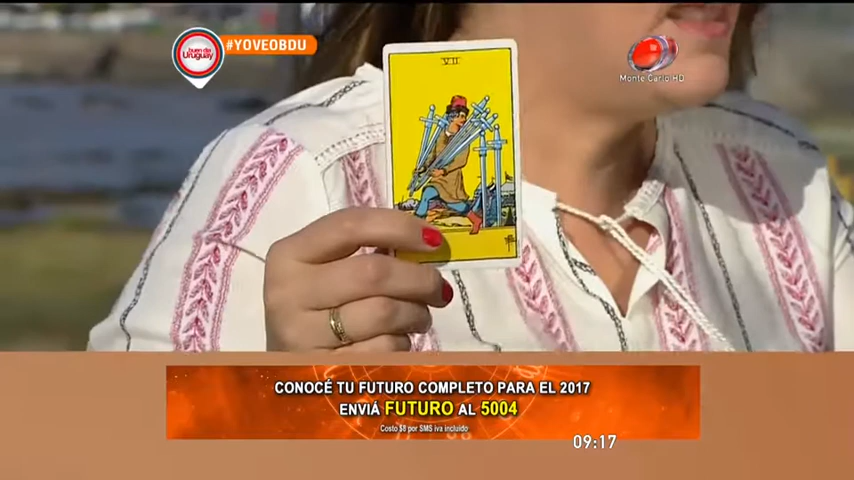 buen día
Uruguay
#YOVEOBDU
Monte Carlo HD
VII
CONOCÉ TU FUTURO COMPLETO PARA EL 2017
ENVIÁ FUTURO AL 5004
Costo $8 por SMS iva incluido
09:17